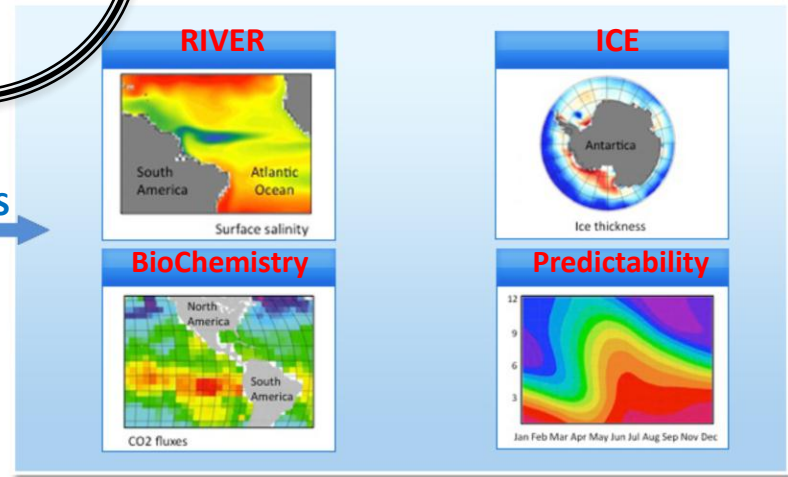 RIVER
South America
Atlantic Ocean
Surface salinity
ICE
Antartica
Ice thickness
S
BioChemistry
North America
South America
CO2 fluxes
Predictability
12
9
6
3
Jan Feb Mar Apr May Jun Jul Aug Sep Nov Dec